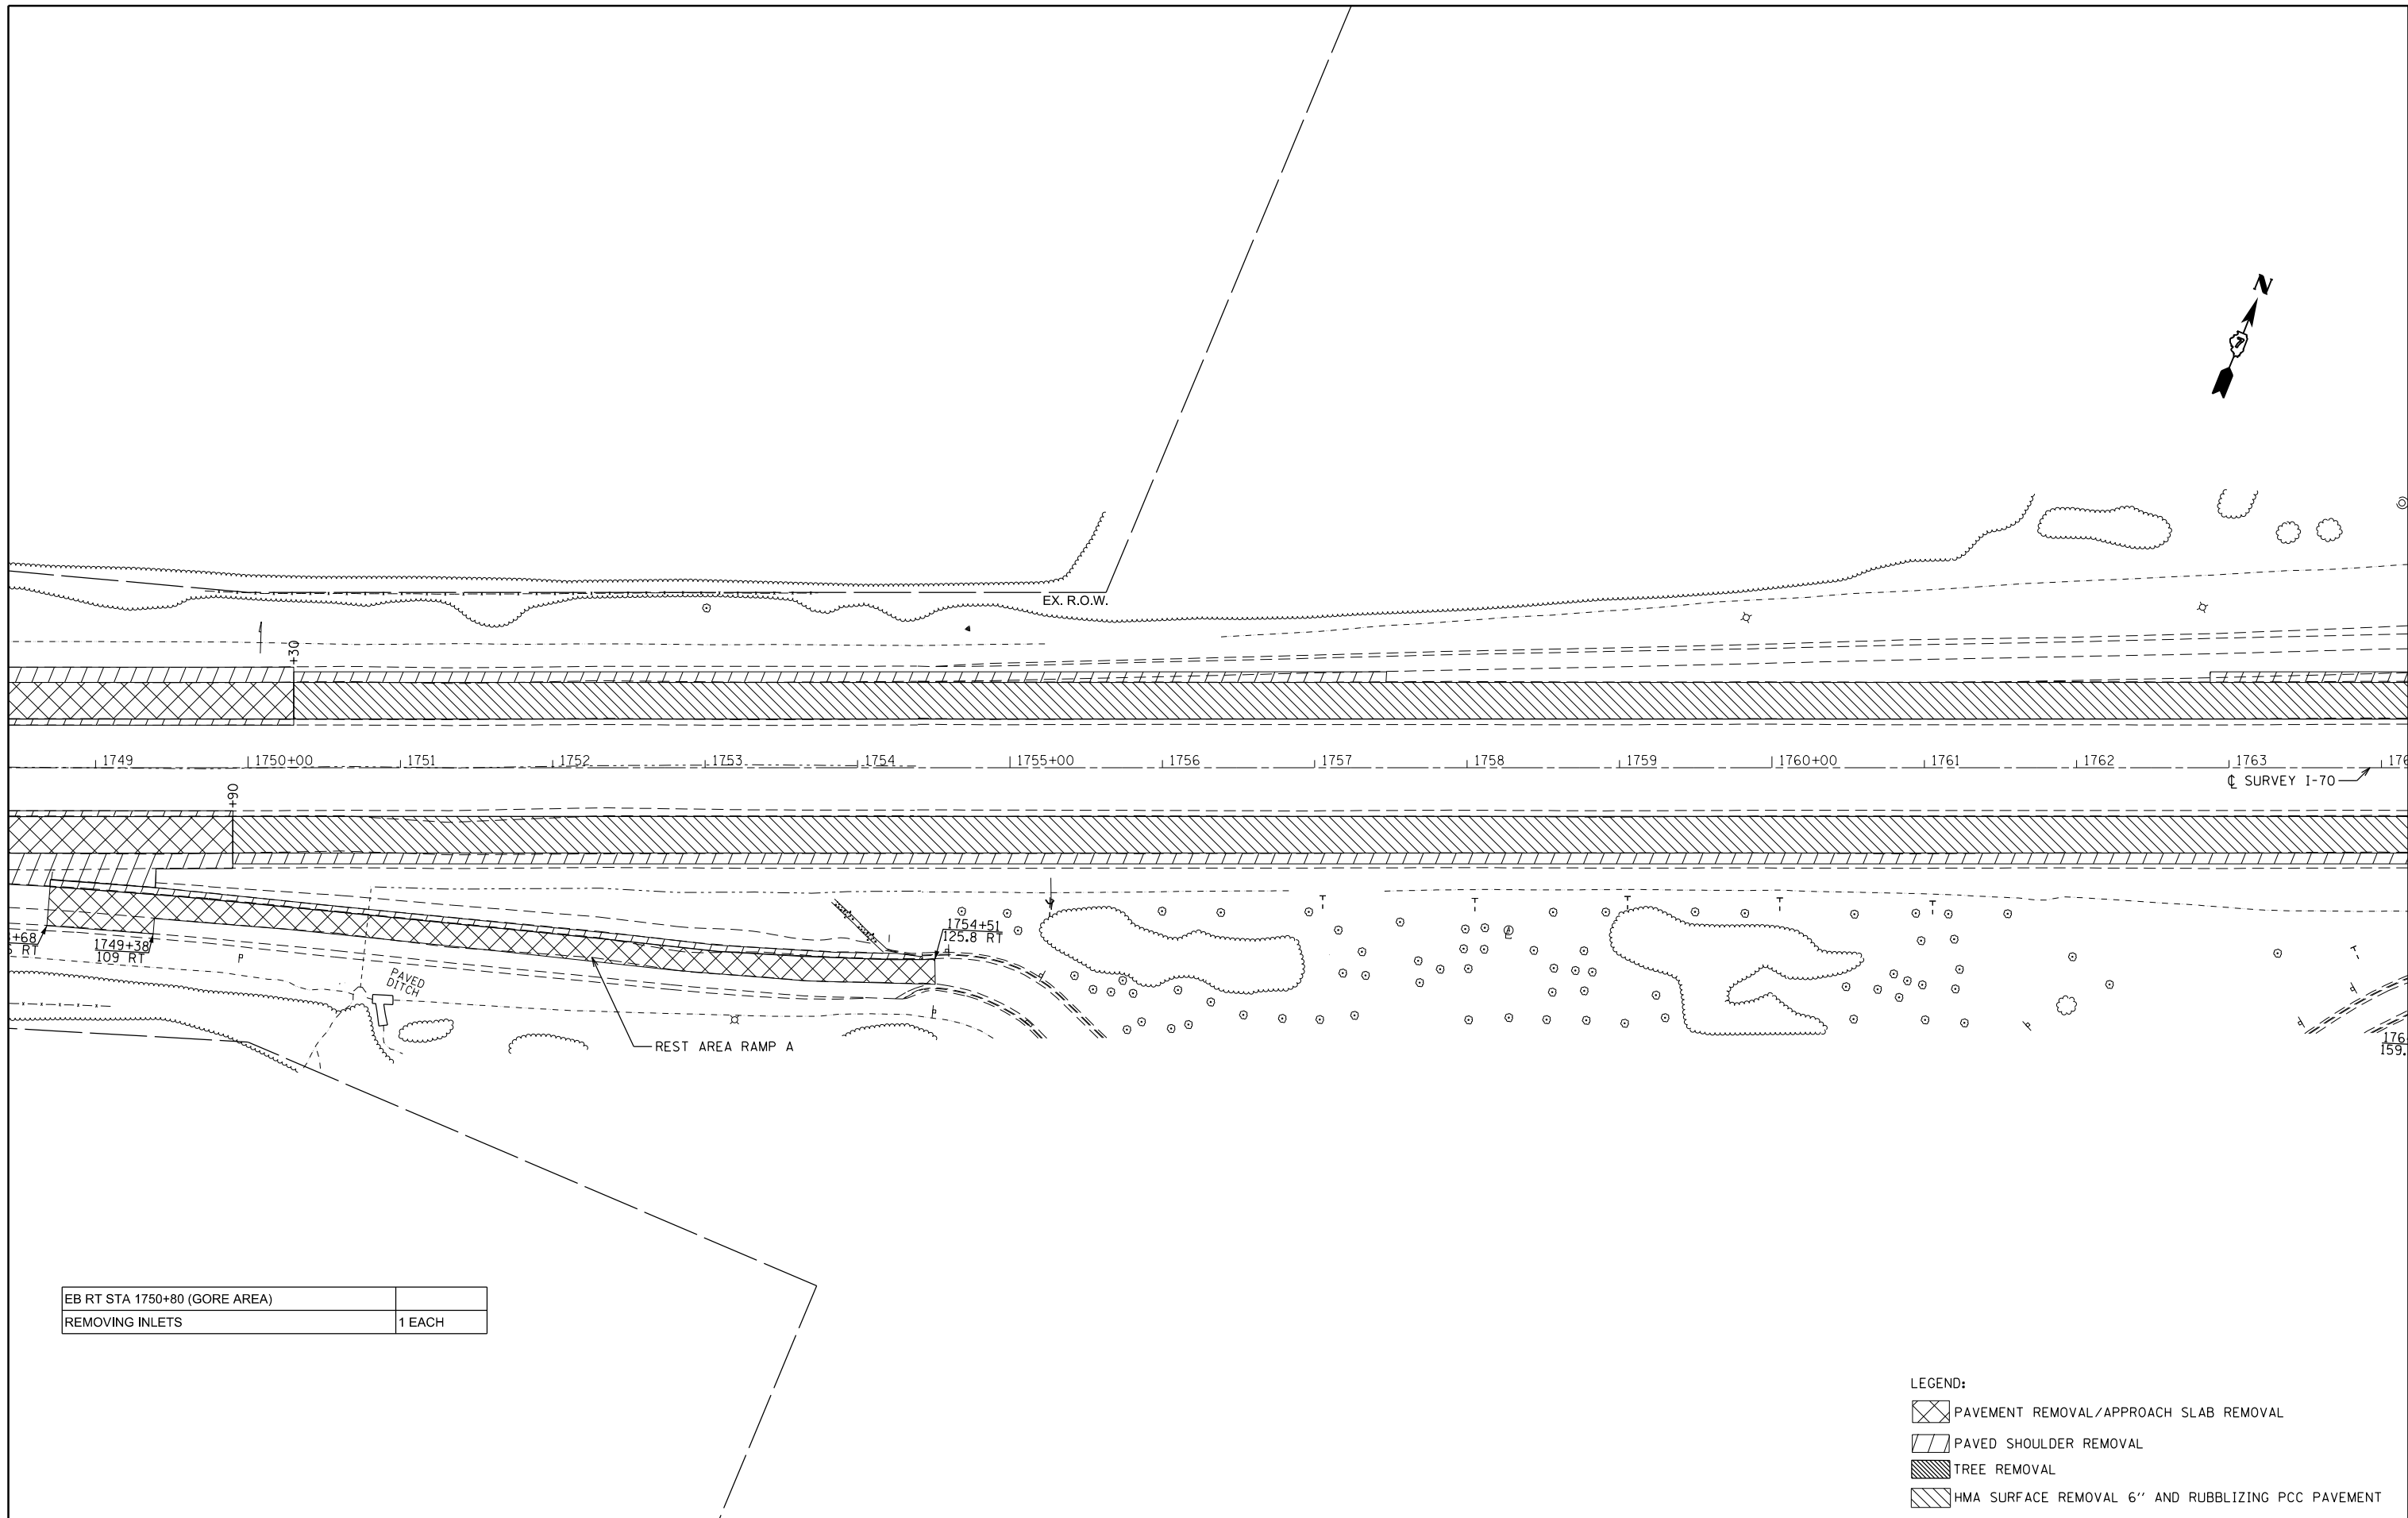 N
7
EX. R.O.W.
+30
1749
1750+00
1751
1752
1753
1754
1755+00
1756
1757
1758
1759
1760+00
1761
1762
1763
℄ SURVEY I-70
+90
+68
RT
1749+38
109 RT
PAVED
DITCH
1754+51
125.8 RT
REST AREA RAMP A
EB RT STA 1750+80 (GORE AREA)
REMOVING INLETS 1 EACH
LEGEND:
PAVEMENT REMOVAL/APPROACH SLAB REMOVAL
PAVED SHOULDER REMOVAL
TREE REMOVAL
HMA SURFACE REMOVAL 6'' AND RUBBLIZING PCC PAVEMENT